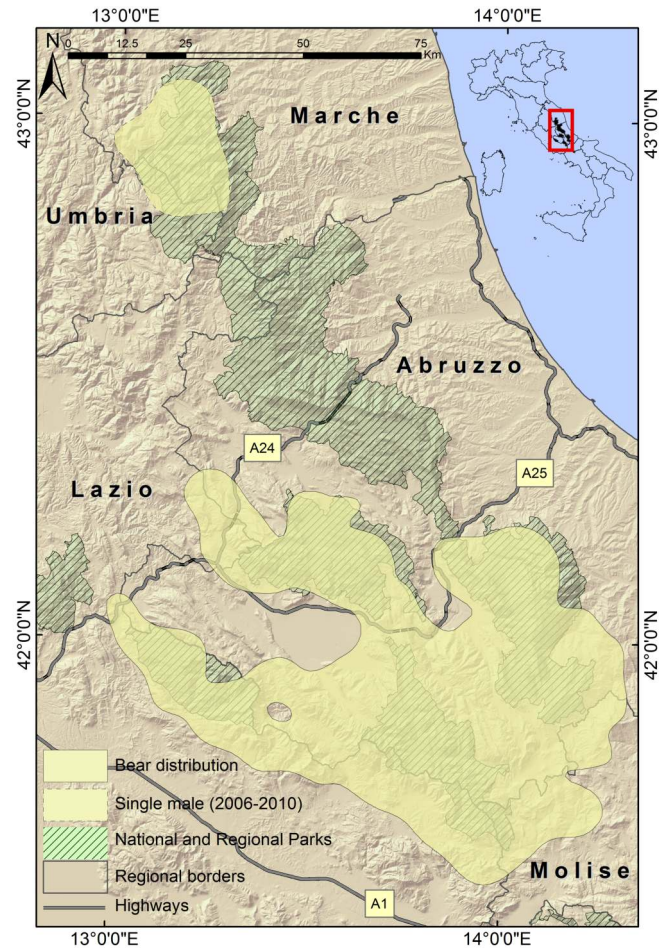 13°0'0"E 14°0'0"E
N
0 12.5 25 50 75
Km
43°0'0"N
43°0'0"N
Marche
Umbria
Abruzzo
A24
A25
Lazio
42°0'0"N
42°0'0"N
Bear distribution
Single male (2006-2010)
National and Regional Parks
Regional borders
Highways
Molise
A1
13°0'0"E 14°0'0"E